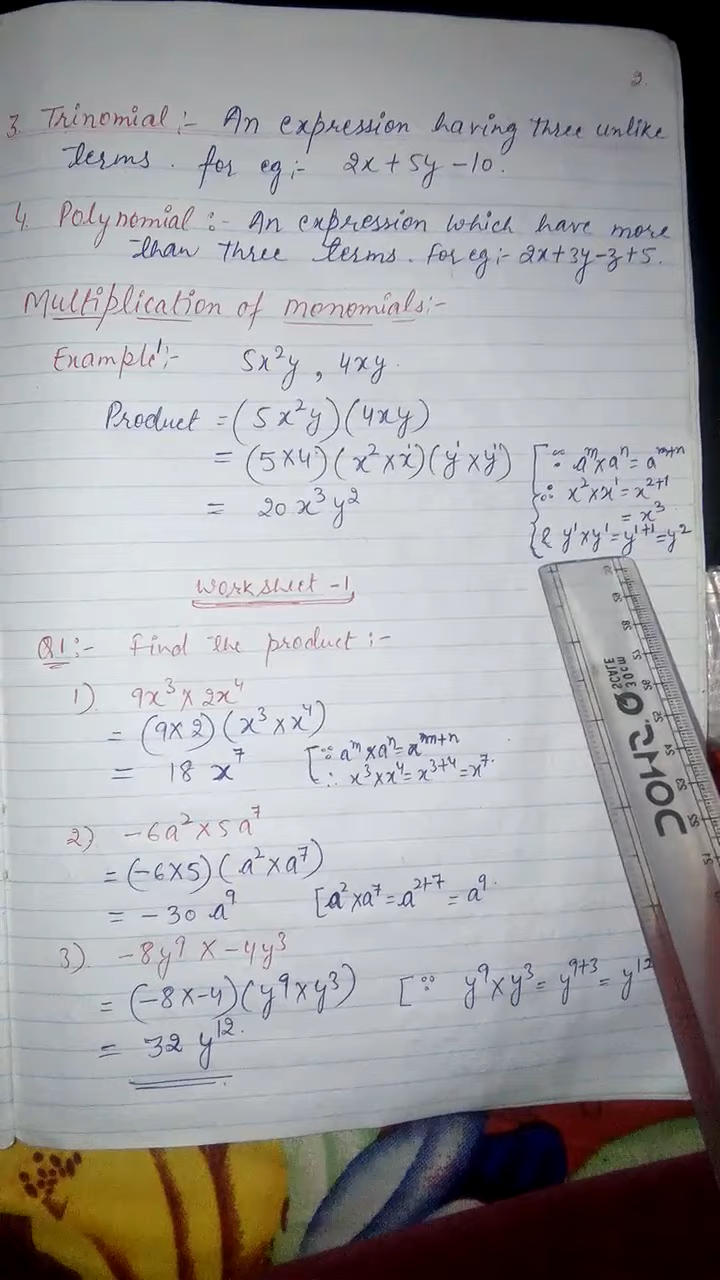 2.
3. Trinomial :- An expression having three unlike
terms. for eg :- 2x + 5y - 10.
4. Polynomial :- An expression which have more
than three terms. For eg :- 2x+3y-z+5.
Multiplication of monomials :-
Example :- 5x²y , 4xy.
Product = (5x²y)(4xy)
= (5×4)(x²×x¹)(y¹×y¹) [∵ aᵐ×aⁿ=aᵐ⁺ⁿ
∴ x²×x¹=x²⁺¹
= x³
= 20x³y²
{& y¹×y¹=y¹⁺¹=y²
Worksheet -1
Q1:- Find the product :-
1) 9x³×2x⁴
= (9×2)(x³×x⁴)
= 18 x⁷ [∵ aᵐ×aⁿ=aᵐ⁺ⁿ
∴ x³×x⁴=x³⁺⁴=x⁷.
2) -6a²×5a⁷
= (-6×5)(a²×a⁷)
= -30a⁹ [a²×a⁷=a²⁺⁷=a⁹.
3) -8y⁹ × -4y³
= (-8×-4)(y⁹×y³) [∵ y⁹×y³=y⁹⁺³=y¹²
= 32 y¹².
SCALE
30cm
DOMS